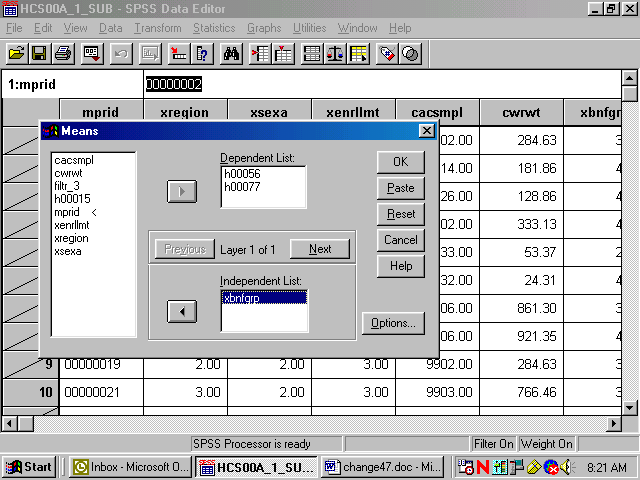 HCS00A_1_SUB - SPSS Data Editor
File Edit View Data Transform Statistics Graphs Utilities Window Help
1:mprid 00000002
mprid xregion xsexa xenrllmt cacsmpl cwrwt xbnfgr
Means
cacsmpl
cwrwt
filtr_3
h00015
mprid <
xenrllmt
xregion
xsexa
Dependent List:
h00056
h00077
Previous Layer 1 of 1 Next
Independent List:
xbnfgrp
OK
Paste
Reset
Cancel
Help
Options...
02.00 284.63 3
14.00 181.86 4
26.00 128.86 4
02.00 333.13 4
33.00 53.37 2
32.00 24.31 4
06.00 861.30 3
06.00 921.35 4
9 00000019 2.00 2.00 3.00 9902.00 284.63 3
10 00000021 3.00 2.00 3.00 9903.00 766.46 3
SPSS Processor is ready Filter On Weight On
Start Inbox - Microsoft O... HCS00A_1_SU... change47.doc - Mi... 8:21 AM